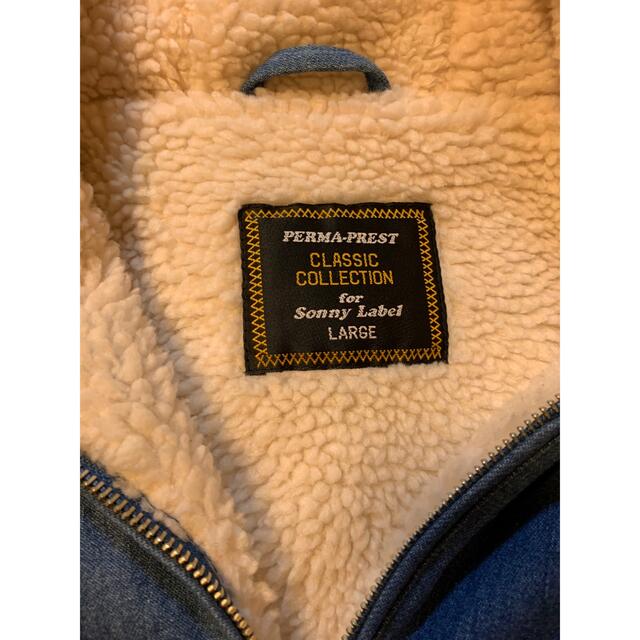 PERMA-PREST
CLASSIC
COLLECTION
for
Sonny Label
LARGE